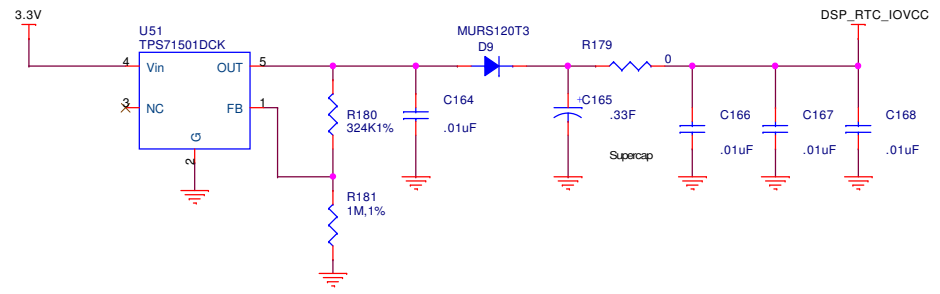 3.3V
DSP_RTC_IOVCC
U51
TPS71501DCK
MURS120T3
D9
R179
0
4
Vin
OUT
5
3
NC
FB
1
G
2
R180
324K1%
C164
.01uF
+C165
.33F
Supercap
C166
.01uF
C167
.01uF
C168
.01uF
R181
1M,1%